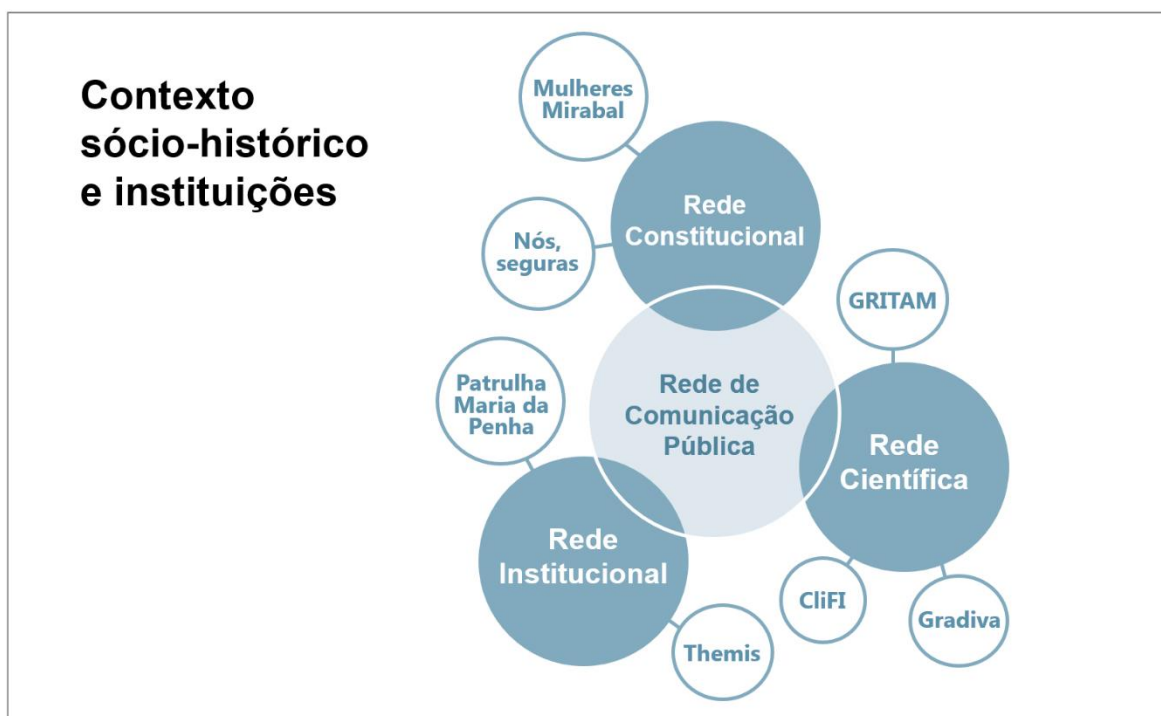 Contexto
sócio-histórico
e instituições
Mulheres
Mirabal
Rede
Constitucional
Nós,
seguras
GRITAM
Patrulha
Maria da
Penha
Rede de
Comunicação
Pública
Rede
Científica
Rede
Institucional
CliFI
Gradiva
Themis